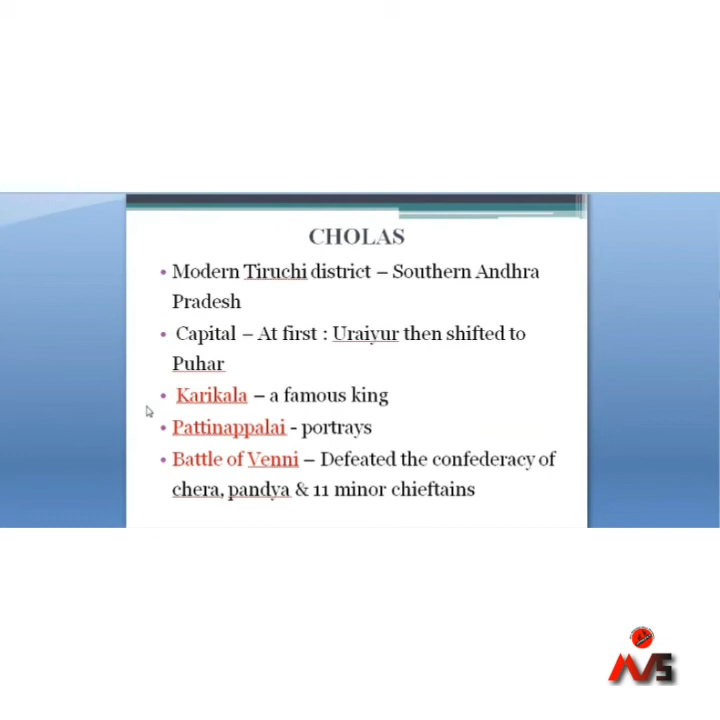 CHOLAS
• Modern Tiruchi district – Southern Andhra
Pradesh
• Capital – At first : Uraiyur then shifted to
Puhar
• Karikala – a famous king
• Pattinappalai - portrays
• Battle of Venni – Defeated the confederacy of
chera, pandya & 11 minor chieftains
MVS